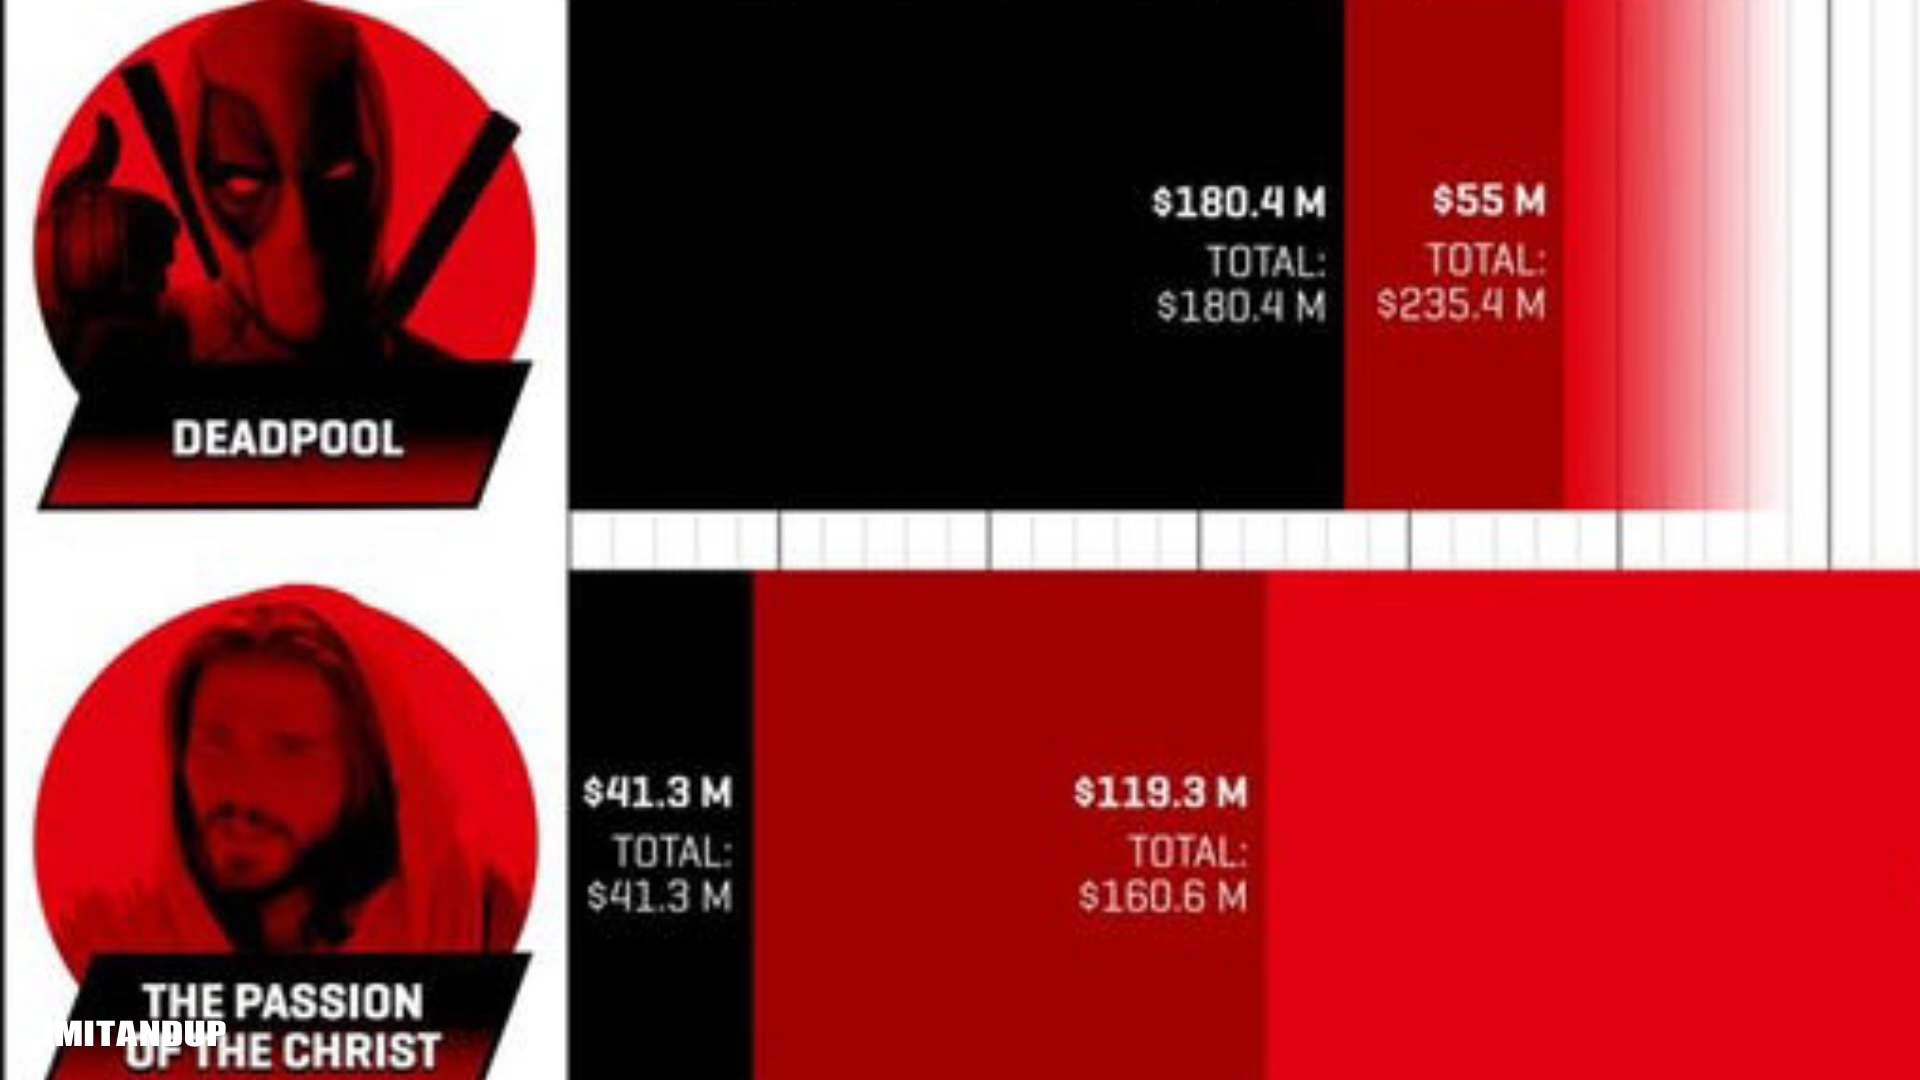 $180.4 M
TOTAL:
$180.4 M
$55 M
TOTAL:
$235.4 M
DEADPOOL
$41.3 M
TOTAL:
$41.3 M
$119.3 M
TOTAL:
$160.6 M
THE PASSION
OF THE CHRIST
MITANDUP